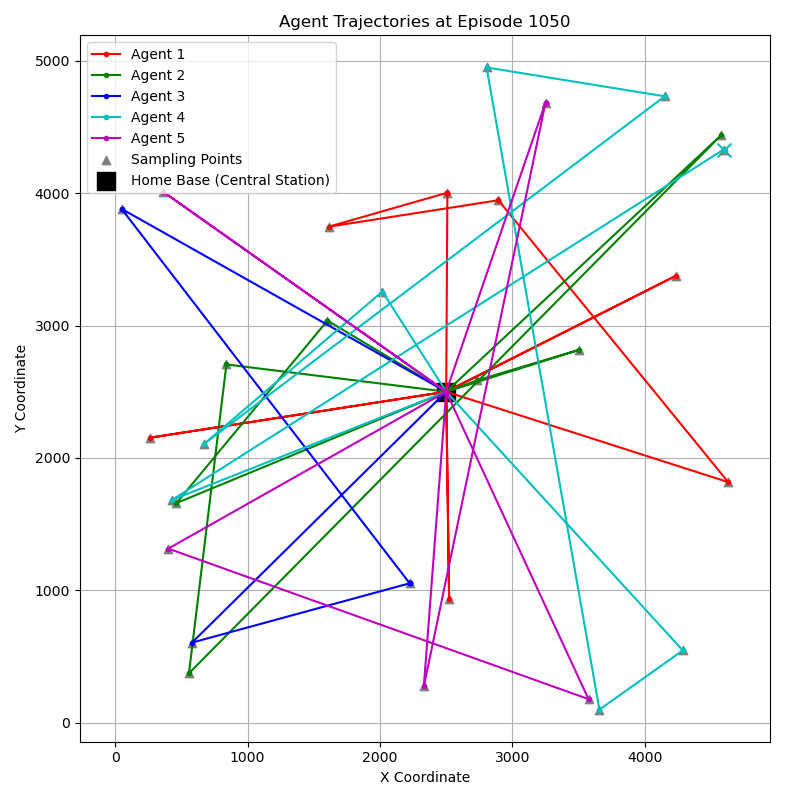 Agent Trajectories at Episode 1050
Agent 1
Agent 2
Agent 3
Agent 4
Agent 5
Sampling Points
Home Base (Central Station)
5000
4000
3000
2000
1000
0
Y Coordinate
0 1000 2000 3000 4000
X Coordinate